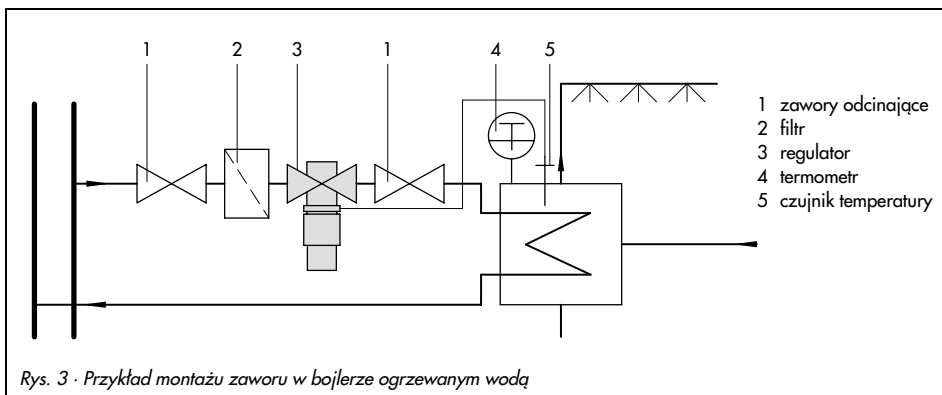 1 2 3 1 4 5
1 zawory odcinające
2 filtr
3 regulator
4 termometr
5 czujnik temperatury
Rys. 3 · Przykład montażu zaworu w bojlerze ogrzewanym wodą